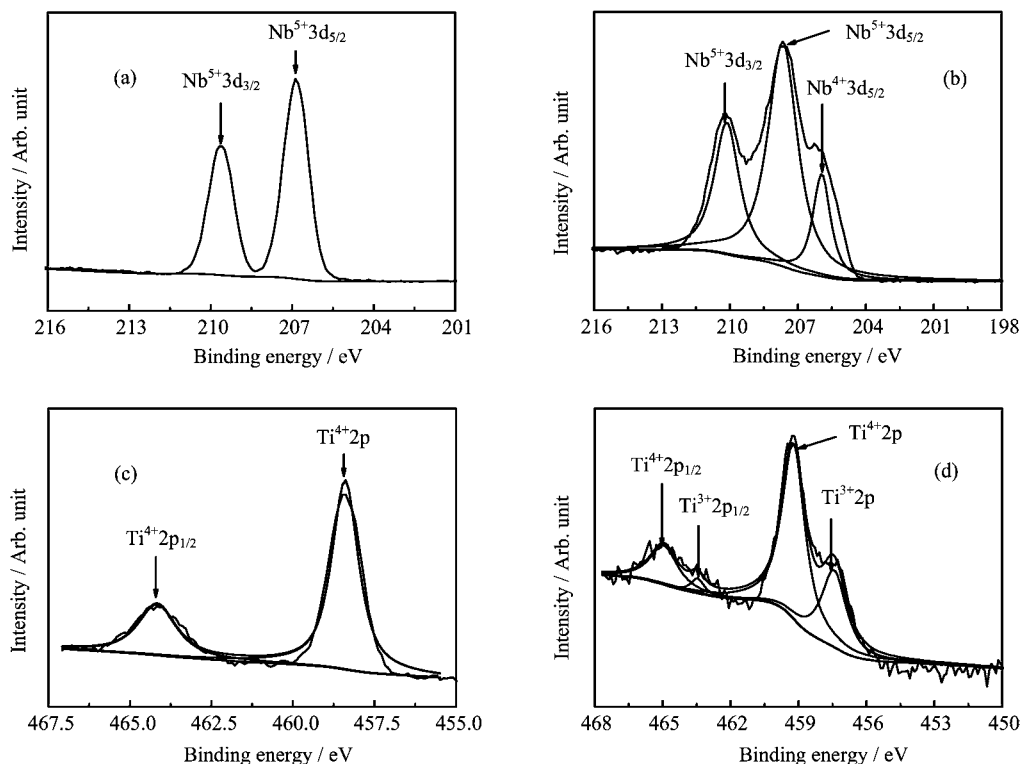 (a)
Nb⁵⁺3d₅/₂
Nb⁵⁺3d₃/₂
Intensity / Arb. unit
216 213 210 207 204 201
Binding energy / eV
(b)
Nb⁵⁺3d₅/₂
Nb⁵⁺3d₃/₂
Nb⁴⁺3d₅/₂
Intensity / Arb. unit
216 213 210 207 206 204 201 198
Binding energy / eV
(c)
Ti⁴⁺2p
Ti⁴⁺2p₁/₂
Intensity / Arb. unit
467.5 465.0 462.5 460.0 457.5 455.0
Binding energy / eV
(d)
Ti⁴⁺2p
Ti⁴⁺2p₁/₂
Ti³⁺2p
Ti³⁺2p₁/₂
Intensity / Arb. unit
468 465 462 459 456 453 450
Binding energy / eV